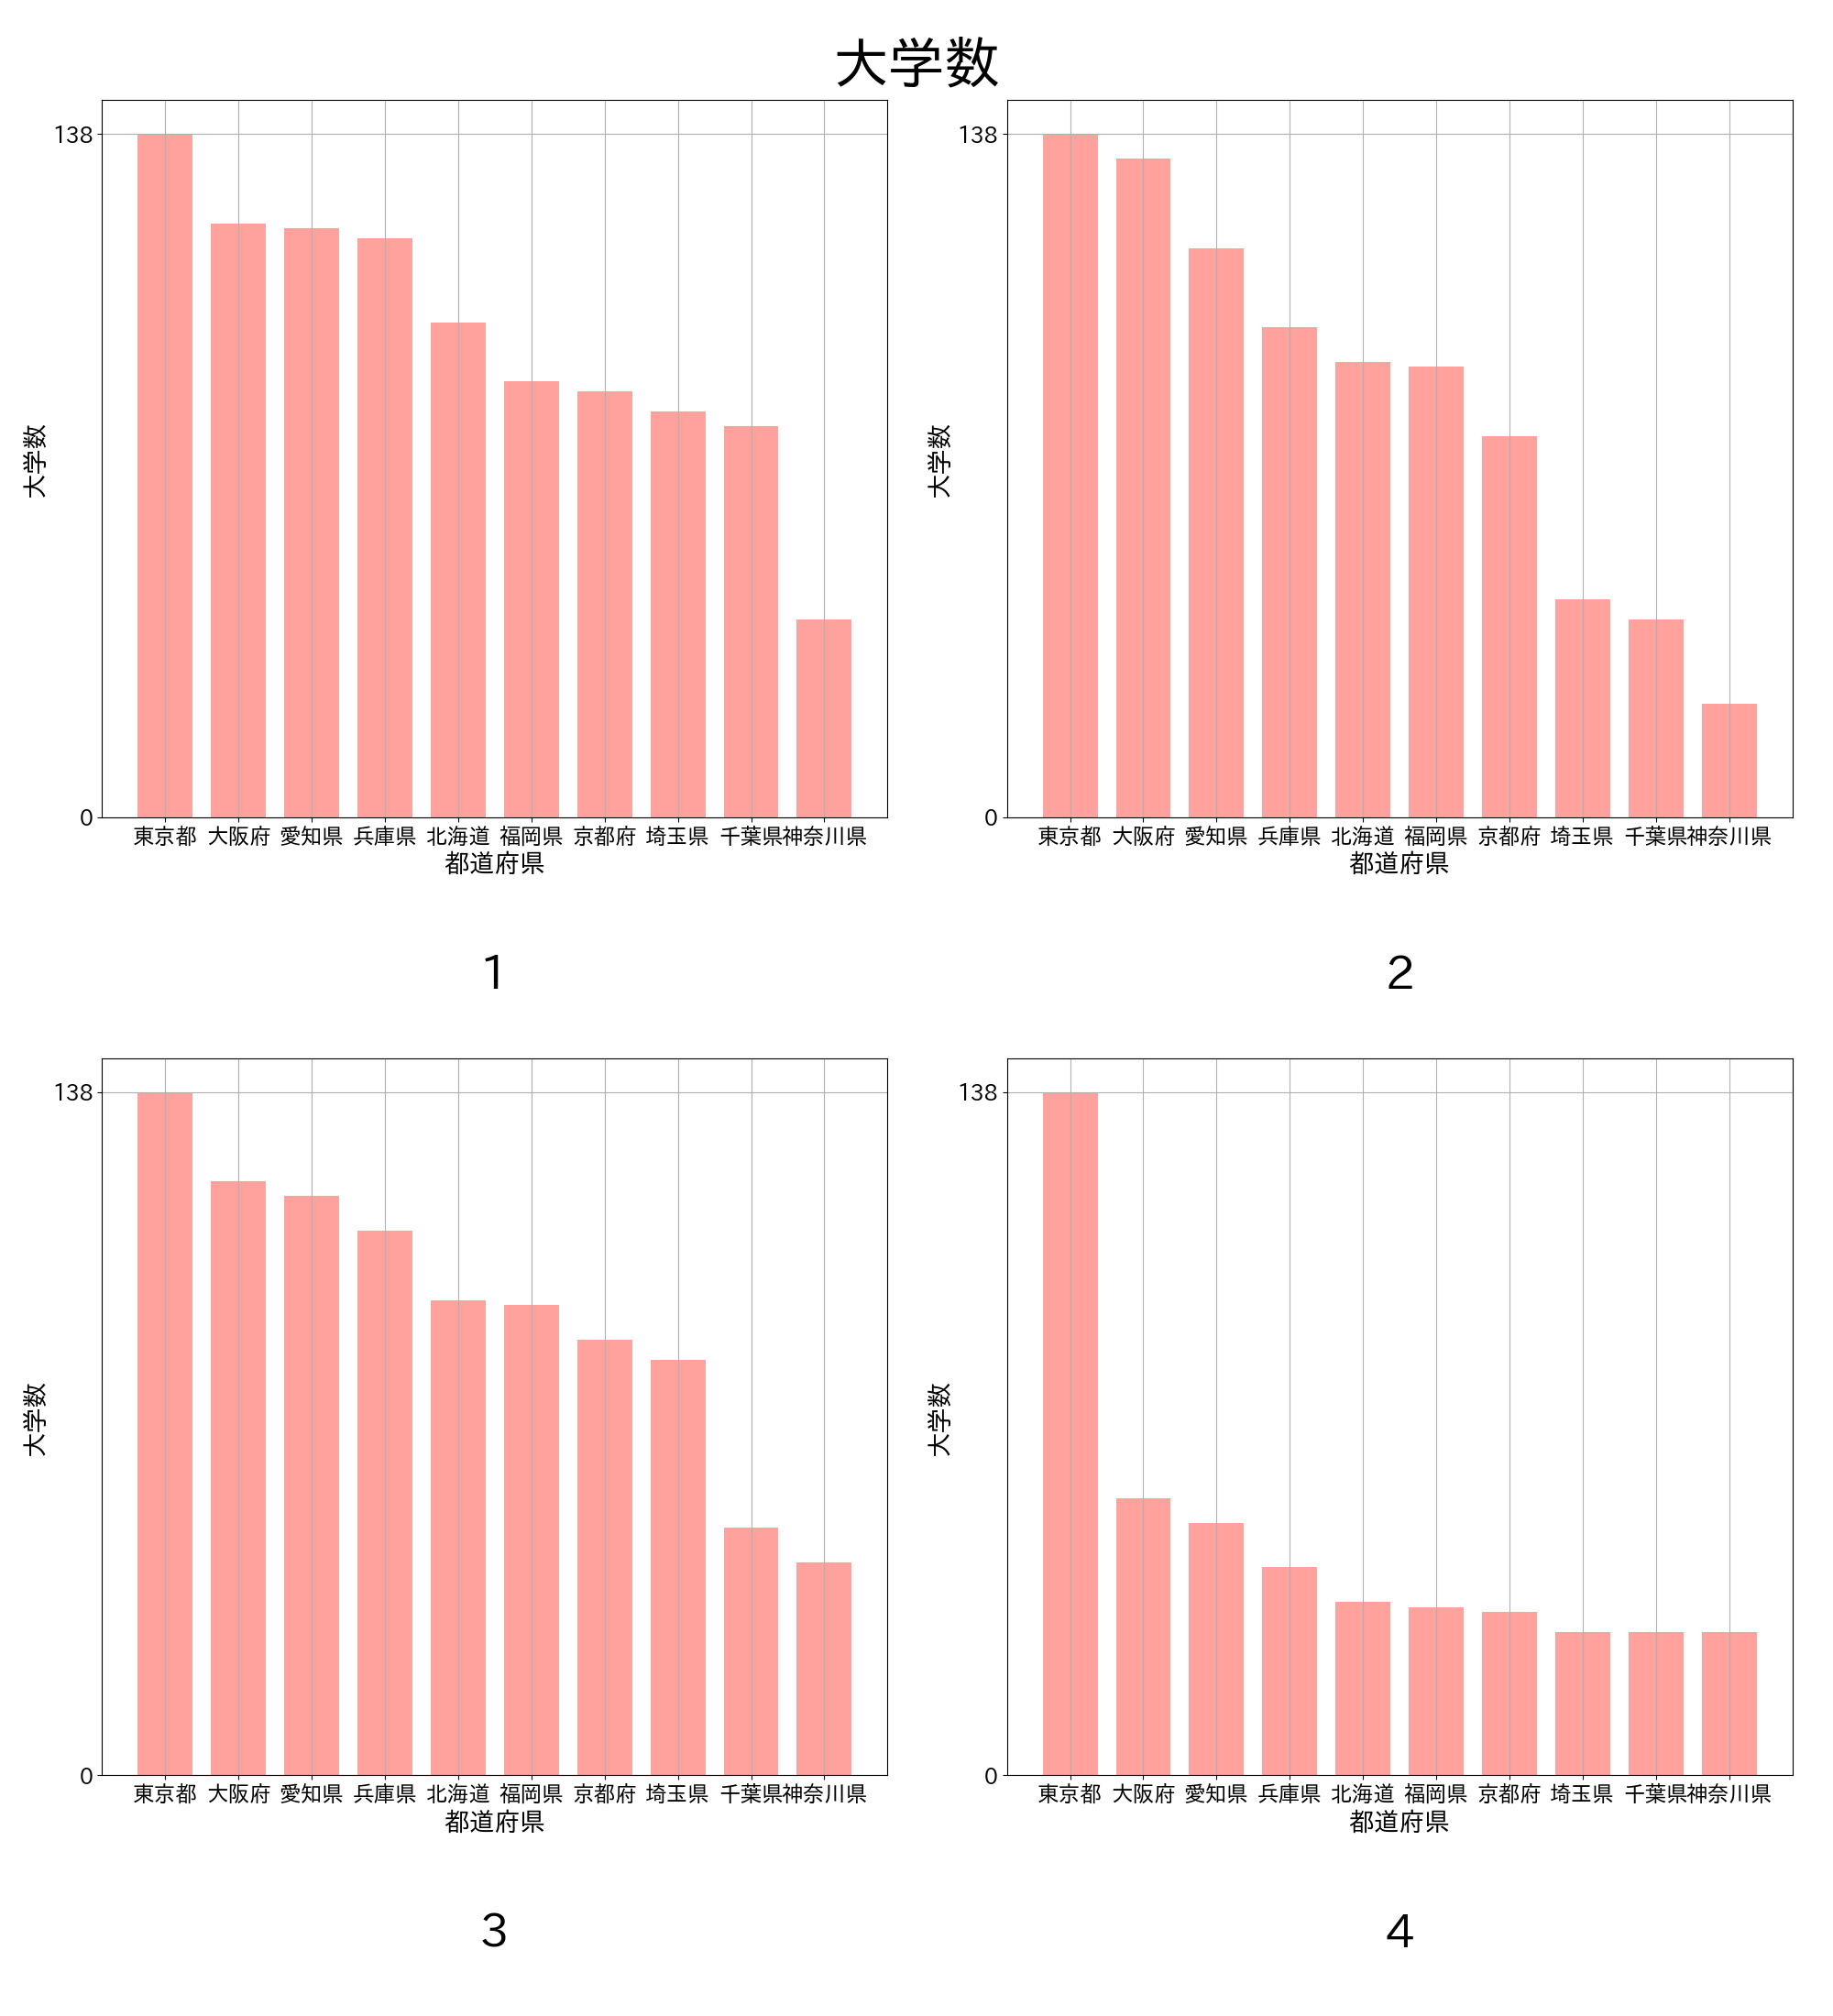 大学数
138
0
大学数
東京都 大阪府 愛知県 兵庫県 北海道 福岡県 京都府 埼玉県 千葉県 神奈川県
都道府県
1
138
0
大学数
東京都 大阪府 愛知県 兵庫県 北海道 福岡県 京都府 埼玉県 千葉県 神奈川県
都道府県
2
138
0
大学数
東京都 大阪府 愛知県 兵庫県 北海道 福岡県 京都府 埼玉県 千葉県 神奈川県
都道府県
3
138
0
大学数
東京都 大阪府 愛知県 兵庫県 北海道 福岡県 京都府 埼玉県 千葉県 神奈川県
都道府県
4